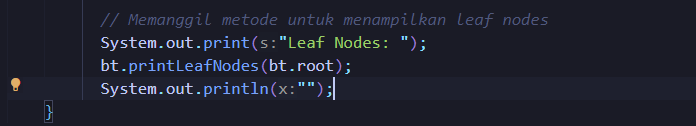 // Memanggil metode untuk menampilkan leaf nodes
System.out.print(s:"Leaf Nodes: ");
bt.printLeafNodes(bt.root);
System.out.println(x:"");
}